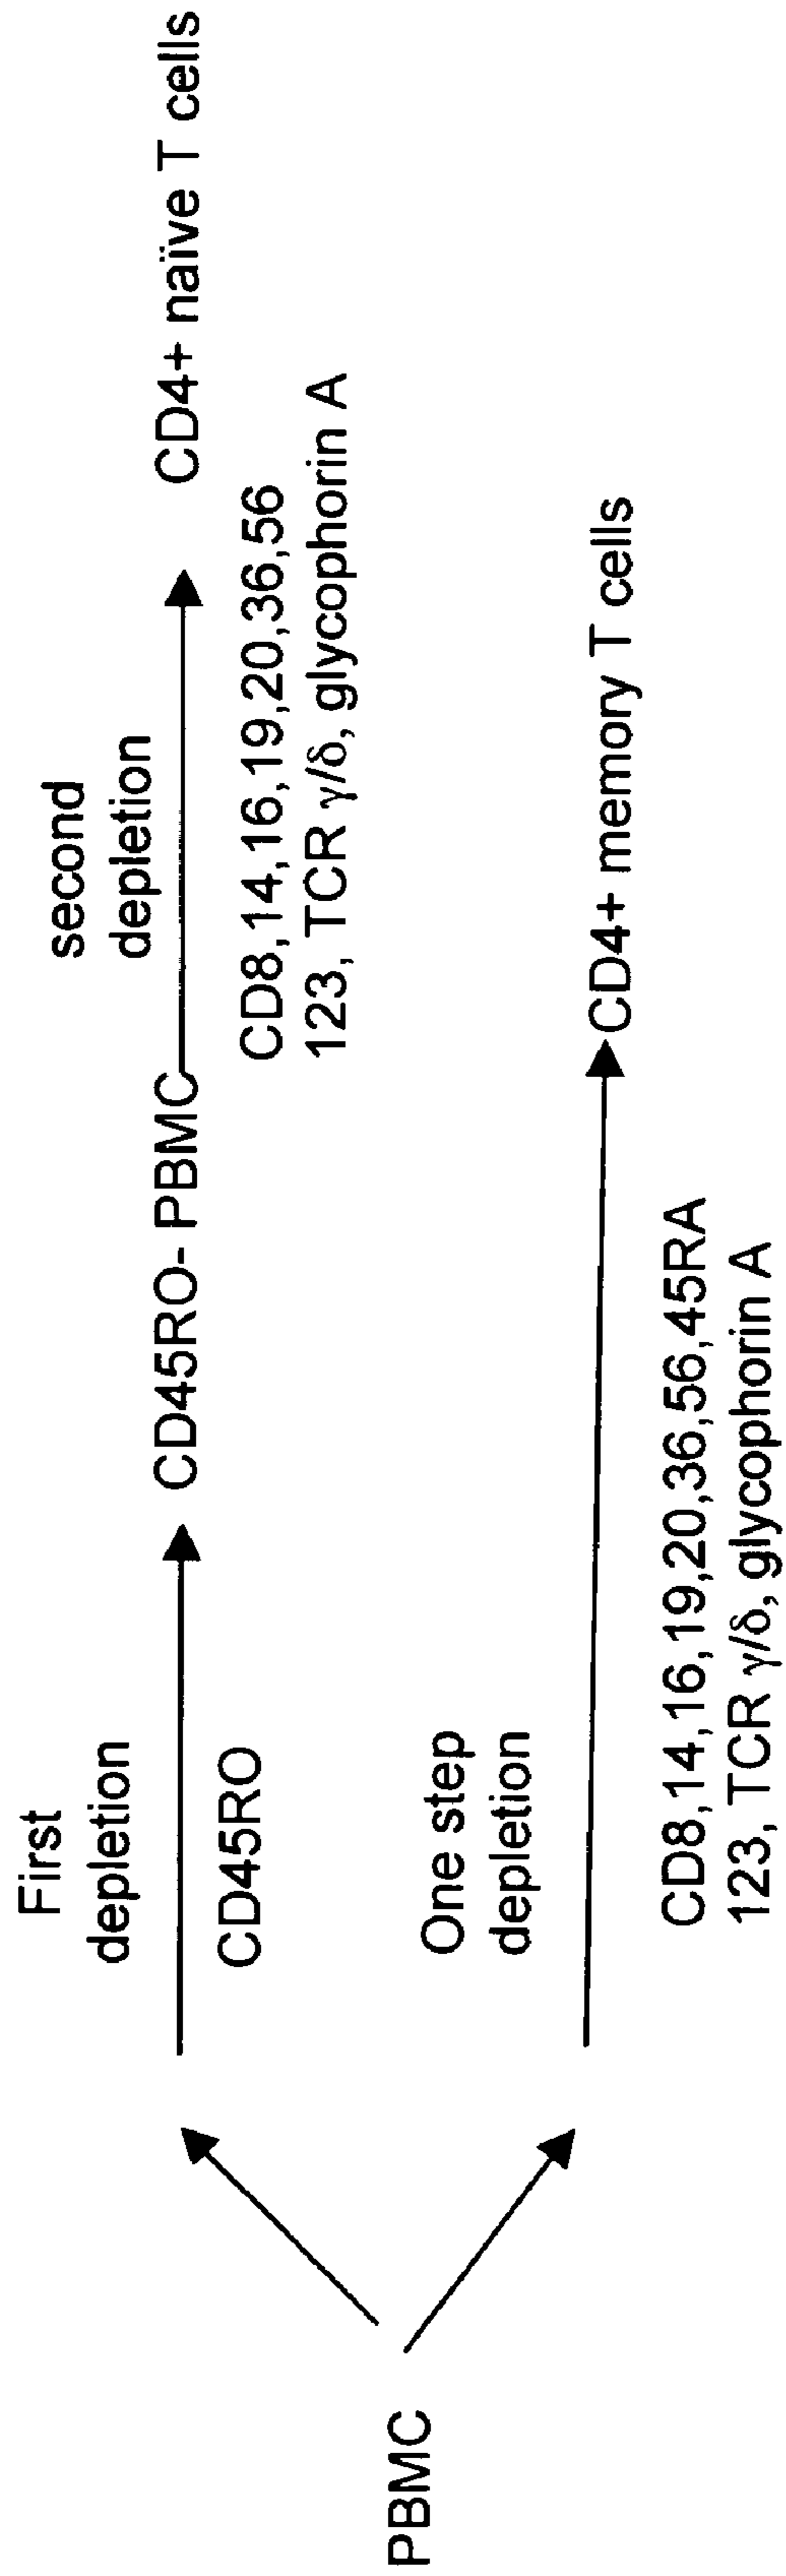 PBMC
First
depletion
CD45RO
CD45RO- PBMC
second
depletion
CD8,14,16,19,20,36,56
123, TCR γ/δ, glycophorin A
CD4+ naïve T cells
One step
depletion
CD8,14,16,19,20,36,56,45RA
123, TCR γ/δ, glycophorin A
CD4+ memory T cells